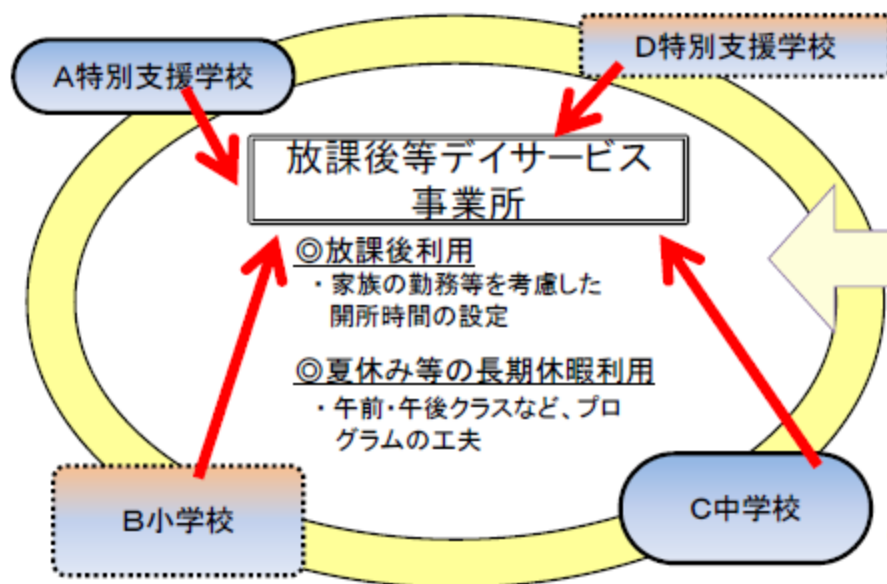 A特別支援学校
D特別支援学校
放課後等デイサービス
事業所
◎放課後利用
・ 家族の勤務等を考慮した
開所時間の設定
◎夏休み等の長期休暇利用
・ 午前・午後クラスなど、プロ
グラムの工夫
B小学校
C中学校